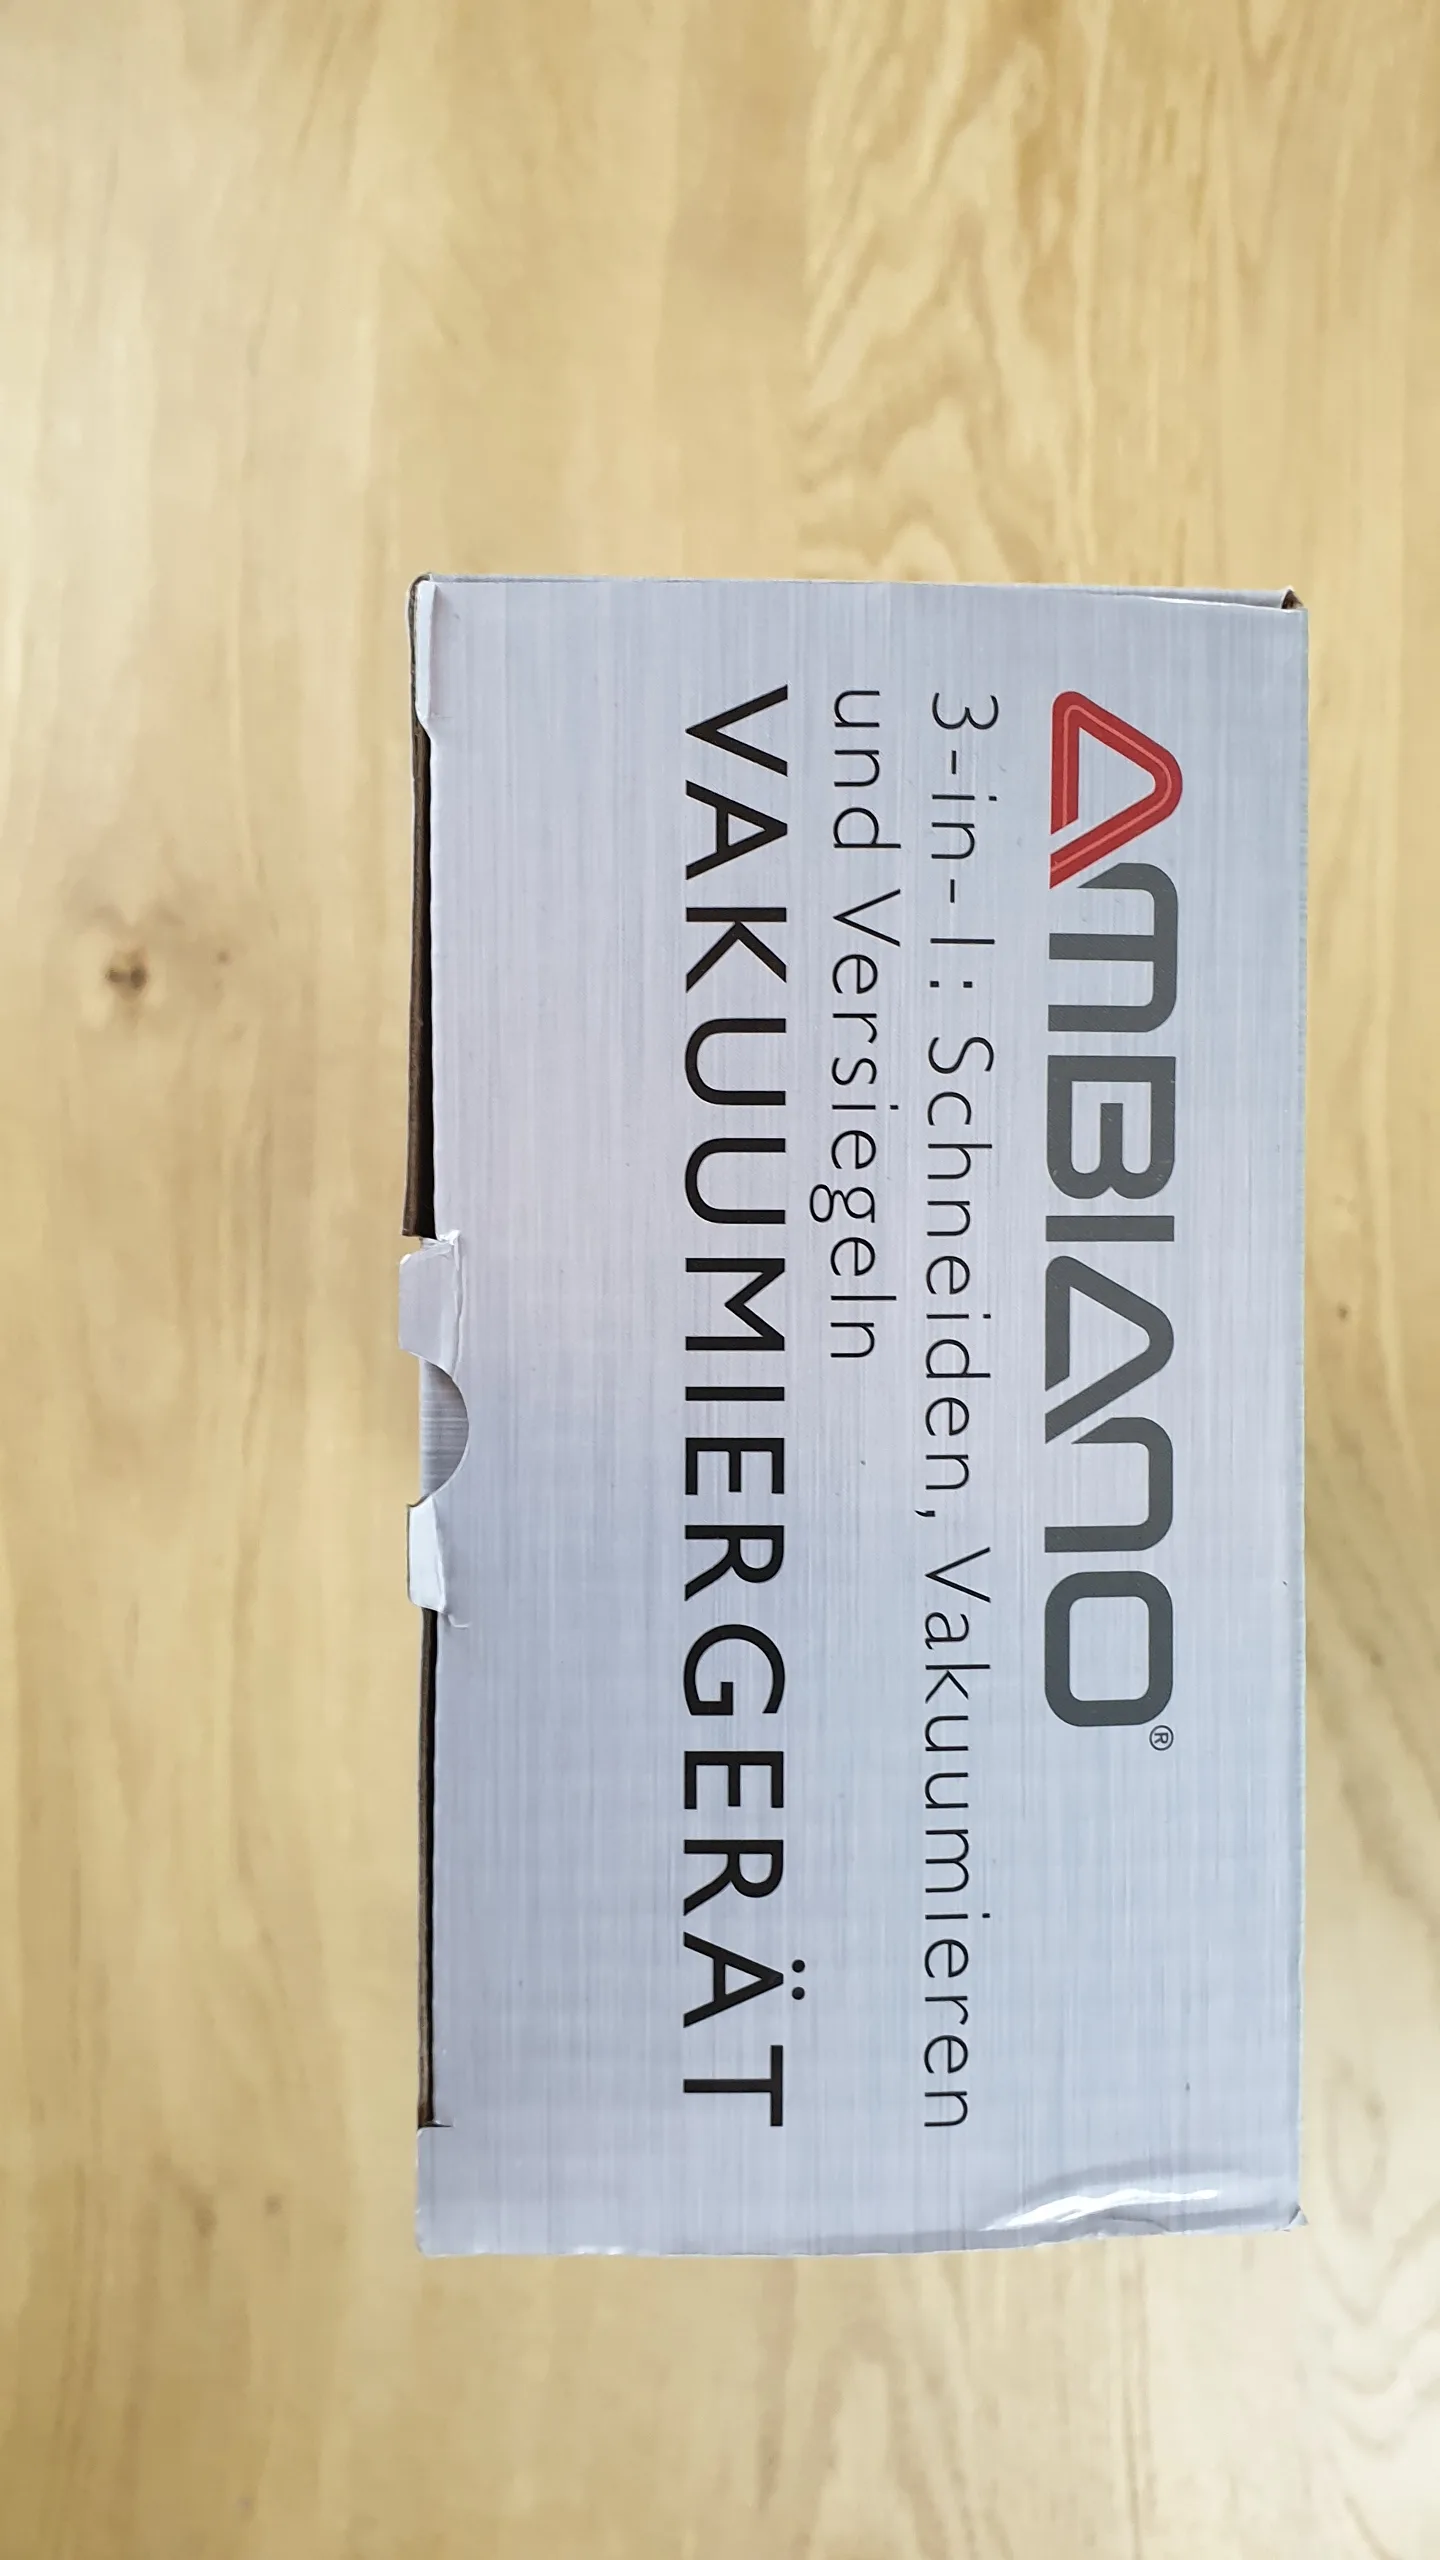 AMBIANO®
3-in-1: Schneiden, Vakuumieren
und Versiegeln
VAKUUMIERGERÄT